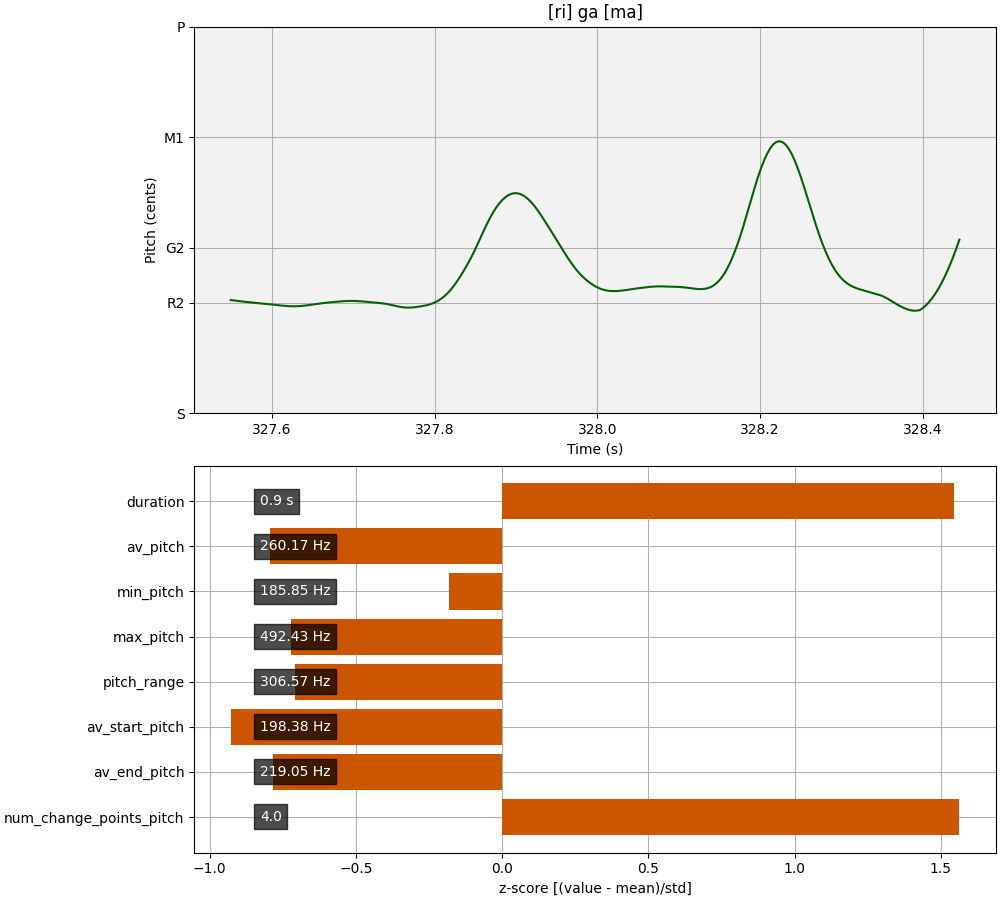 [ri] ga [ma]
P
M1
G2
R2
S
Pitch (cents)
327.6 327.8 328.0 328.2 328.4
Time (s)
duration 0.9 s
av_pitch 260.17 Hz
min_pitch 185.85 Hz
max_pitch 492.43 Hz
pitch_range 306.57 Hz
av_start_pitch 198.38 Hz
av_end_pitch 219.05 Hz
num_change_points_pitch 4.0
−1.0 −0.5 0.0 0.5 1.0 1.5
z-score [(value - mean)/std]